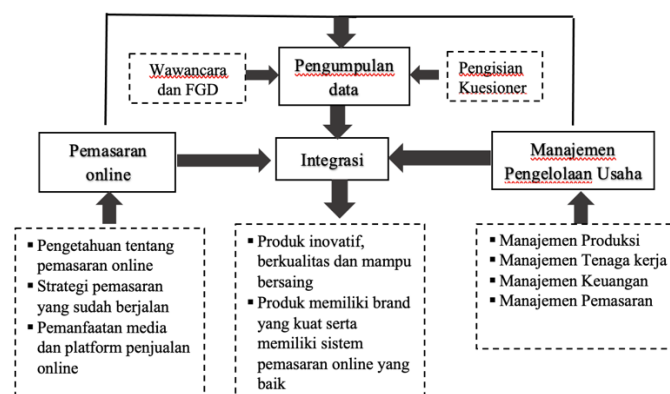 Wawancara
dan FGD
Pengumpulan
data
Pengisian
Kuesioner
Pemasaran
online
Integrasi
Manajemen
Pengelolaan Usaha
▪ Pengetahuan tentang
pemasaran online
▪ Strategi pemasaran
yang sudah berjalan
▪ Pemanfaatan media
dan platform penjualan
online
▪ Produk inovatif,
berkualitas dan mampu
bersaing
▪ Produk memiliki brand
yang kuat serta
memiliki sistem
pemasaran online yang
baik
▪ Manajemen Produksi
▪ Manajemen Tenaga kerja
▪ Manajemen Keuangan
▪ Manajemen Pemasaran